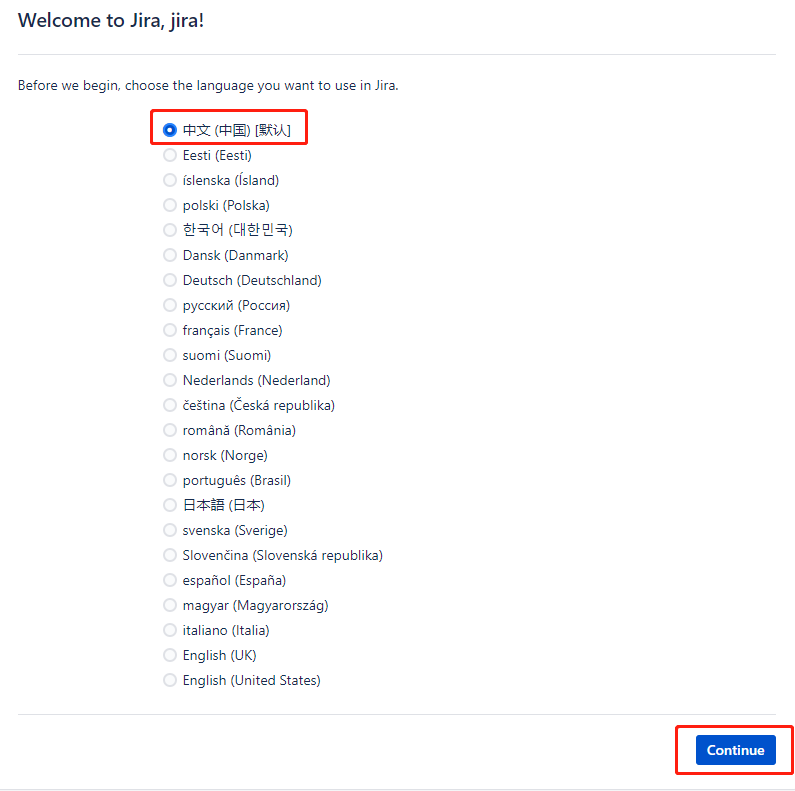 Welcome to Jira, jira!
Before we begin, choose the language you want to use in Jira.
中文 (中国) [默认]
Eesti (Eesti)
íslenska (Ísland)
polski (Polska)
한국어 (대한민국)
Dansk (Danmark)
Deutsch (Deutschland)
русский (Россия)
français (France)
suomi (Suomi)
Nederlands (Nederland)
čeština (Česká republika)
română (România)
norsk (Norge)
português (Brasil)
日本語 (日本)
svenska (Sverige)
Slovenčina (Slovenská republika)
español (España)
magyar (Magyarország)
italiano (Italia)
English (UK)
English (United States)
Continue